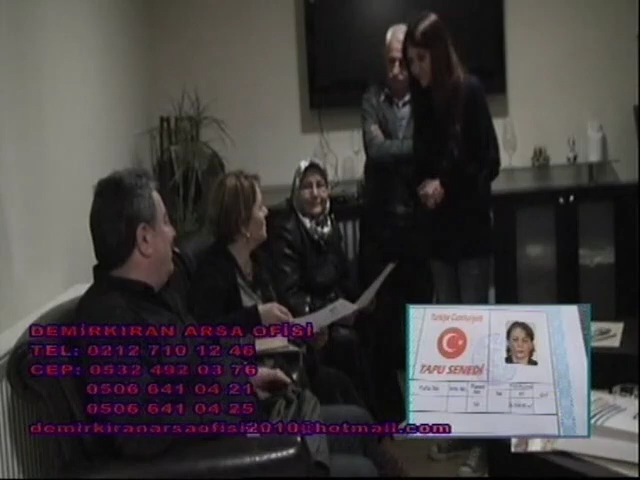 DEMİRKIRAN ARSA OFİSİ
TEL: 0212 710 12 46
CEP: 0532 492 03 76
0506 641 04 21
0506 641 04 25
demirkiranarsaofisi2010@hotmail.com
Türkiye Cumhuriyeti
TAPU SENEDİ